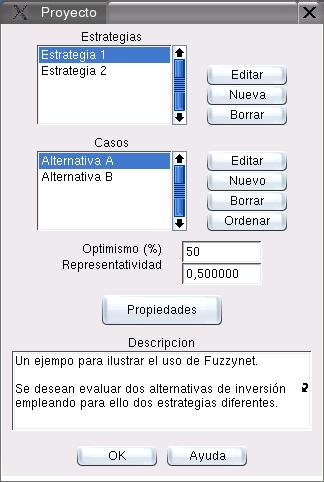 Proyecto
Estrategias
Estrategia 1
Estrategia 2
Editar
Nueva
Borrar
Casos
Alternativa A
Alternativa B
Editar
Nuevo
Borrar
Ordenar
Optimismo (%)
50
Representatividad
0,500000
Propiedades
Descripcion
Un ejempo para ilustrar el uso de Fuzzynet.
Se desean evaluar dos alternativas de inversión
empleando para ello dos estrategias diferentes.
OK
Ayuda